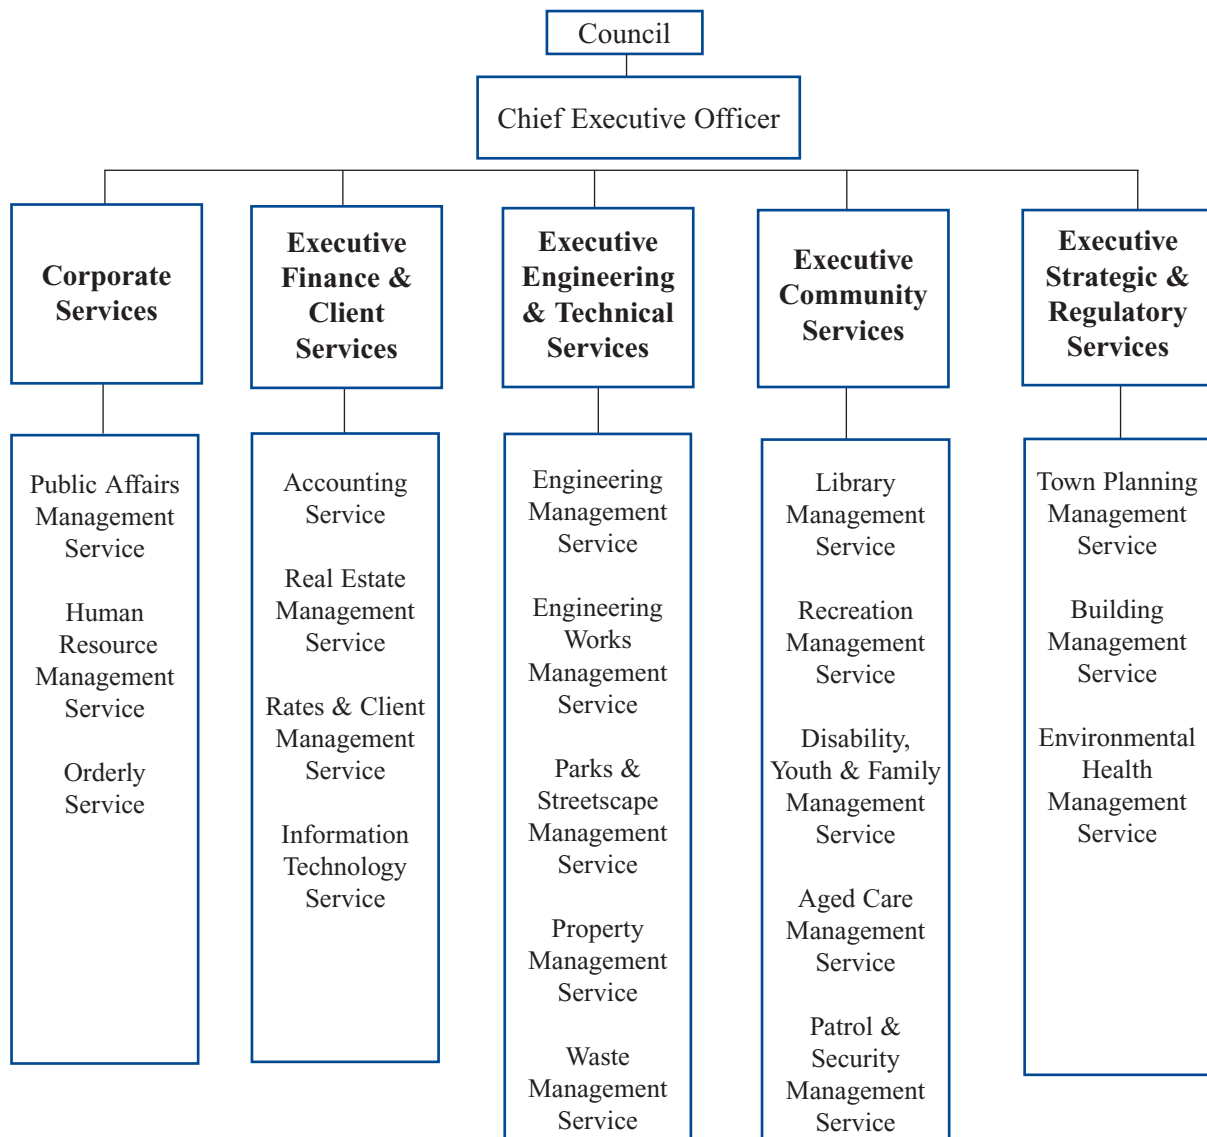 Council
Chief Executive Officer
Corporate
Services
Executive
Finance &
Client
Services
Executive
Engineering
& Technical
Services
Executive
Community
Services
Executive
Strategic &
Regulatory
Services
Public Affairs
Management
Service
Human
Resource
Management
Service
Orderly
Service
Accounting
Service
Real Estate
Management
Service
Rates & Client
Management
Service
Information
Technology
Service
Engineering
Management
Service
Engineering
Works
Management
Service
Parks &
Streetscape
Management
Service
Property
Management
Service
Waste
Management
Service
Library
Management
Service
Recreation
Management
Service
Disability,
Youth & Family
Management
Service
Aged Care
Management
Service
Patrol &
Security
Management
Service
Town Planning
Management
Service
Building
Management
Service
Environmental
Health
Management
Service